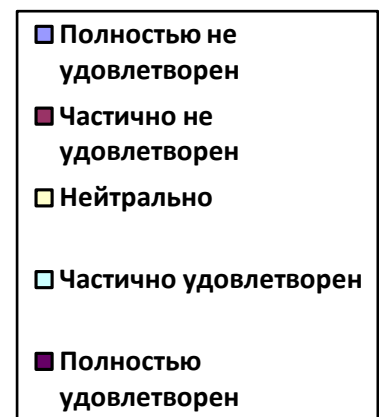 Полностью не
удовлетворен
Частично не
удовлетворен
Нейтрально
Частично удовлетворен
Полностью
удовлетворен